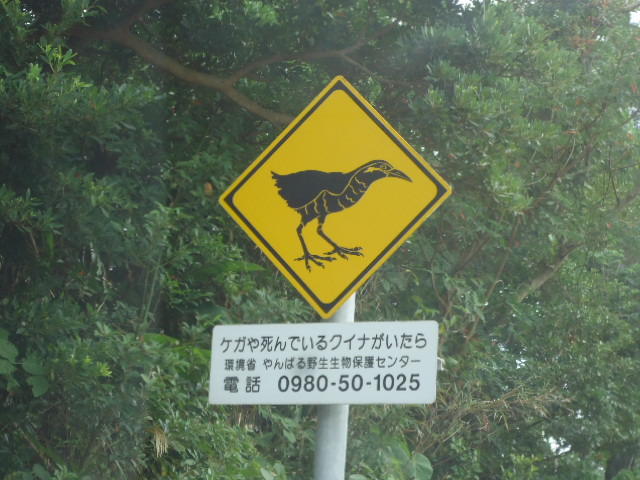 ケガや死んでいるクイナがいたら
環境省 やんばる野生生物保護センター
電話 0980-50-1025